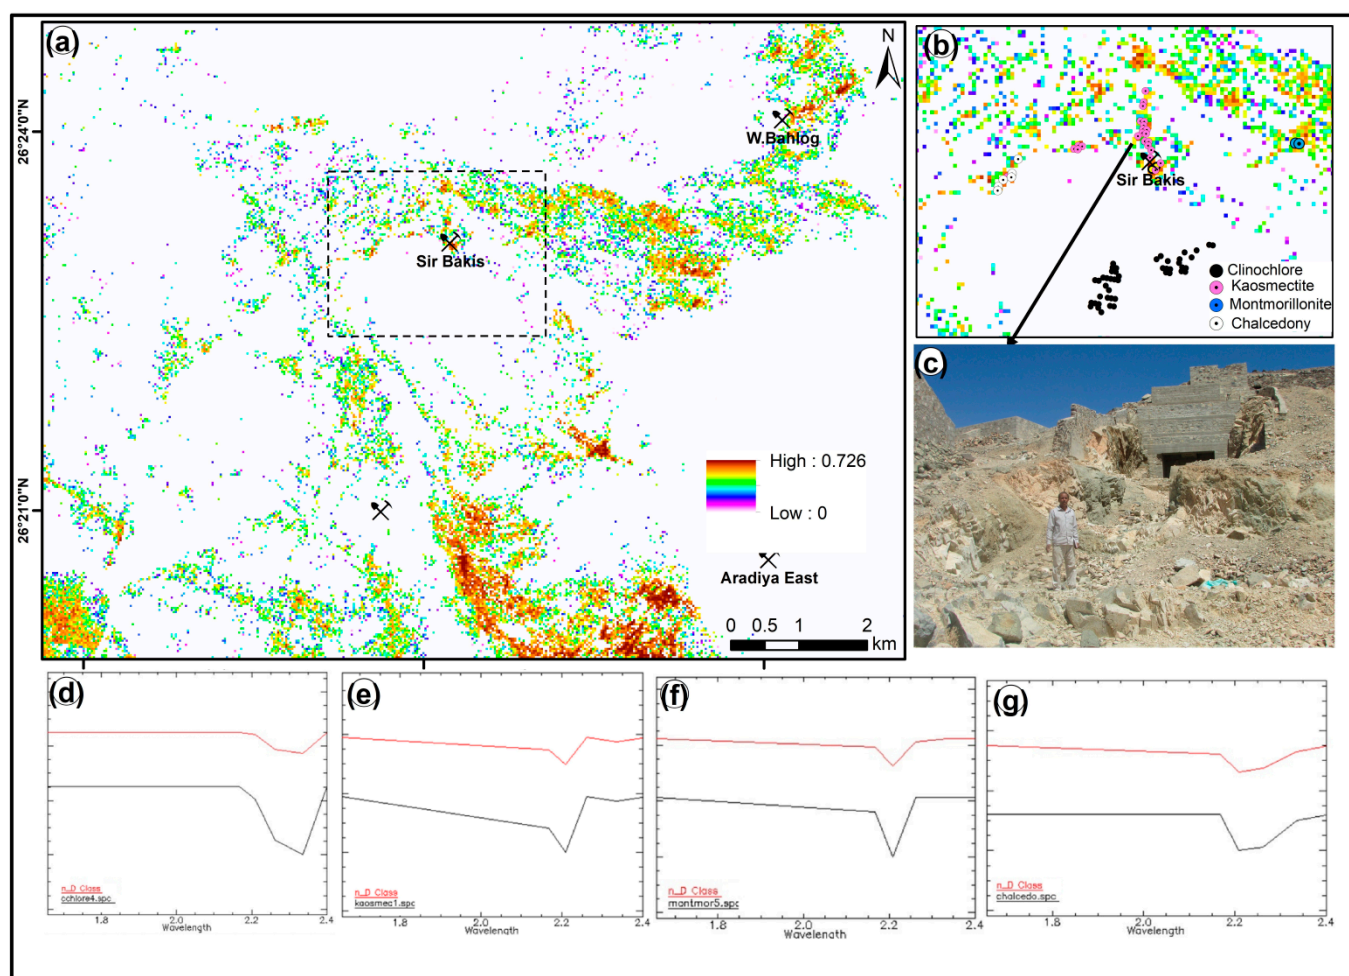 (a)
N
26°24'0"N
W.Bahlog
Sir Bakis
High : 0.726
Low : 0
26°21'0"N
Aradiya East
0 0.5 1 2
km
(b)
Sir Bakis
Clinochlore
Kaosmectite
Montmorillonite
Chalcedony
(c)
(d)
n_D Class
cchlore4.spc
1.8 2.0 2.2 2.4
Wavelength
(e)
n_D Class
kaosmec1.spc
1.8 2.0 2.2 2.4
Wavelength
(f)
n_D Class
montmor5.spc
1.8 2.0 2.2 2.4
Wavelength
(g)
n_D Class
chalcedo.spc
1.8 2.0 2.2 2.4
Wavelength